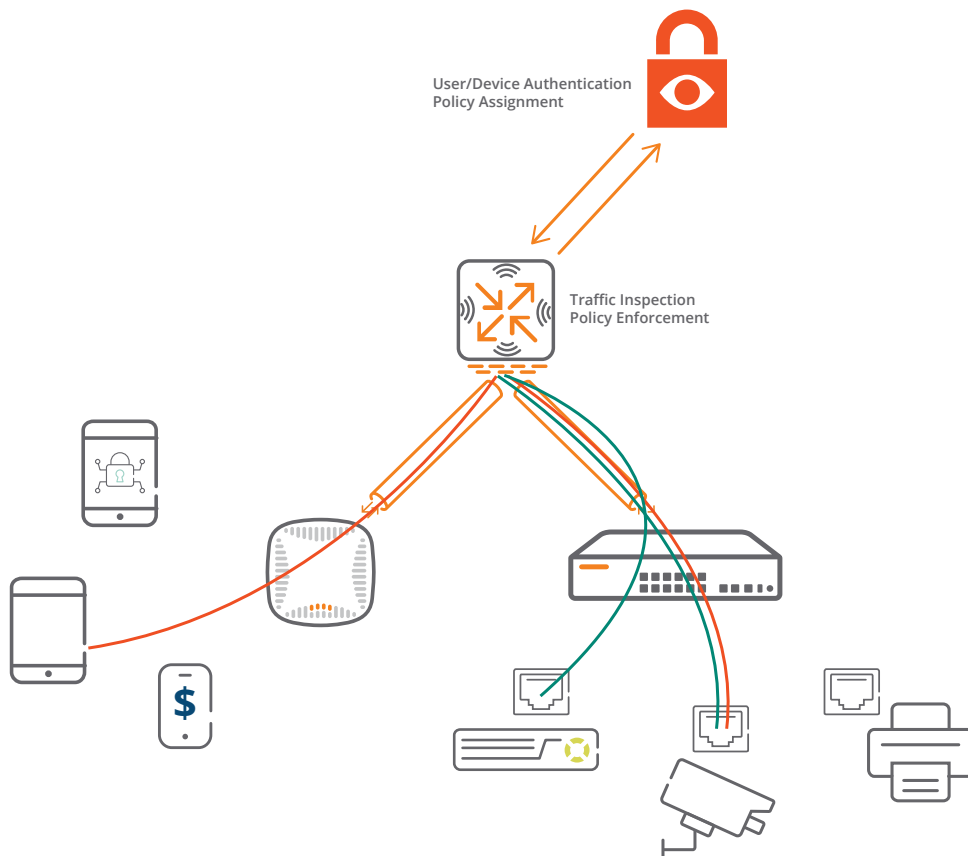 User/Device Authentication
Policy Assignment
Traffic Inspection
Policy Enforcement
$